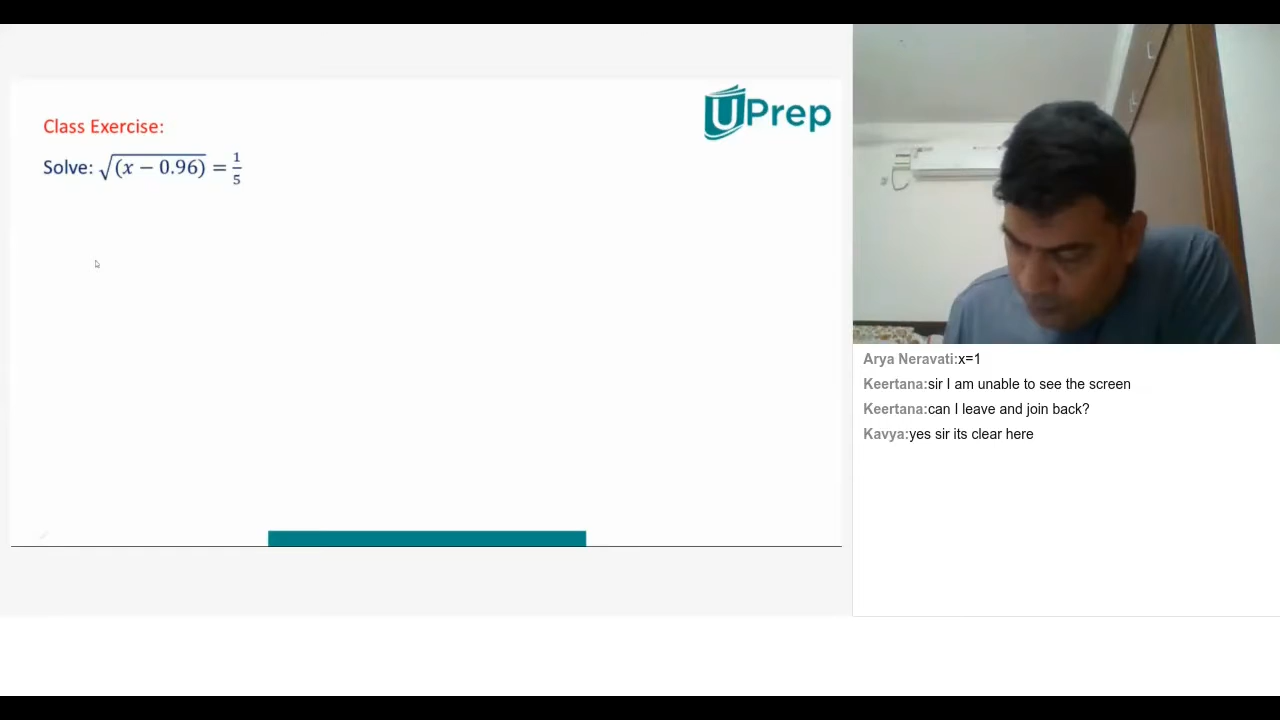 UPrep
Class Exercise:
Solve: √(x − 0.96) = 1/5
Arya Neravati:x=1
Keertana:sir I am unable to see the screen
Keertana:can I leave and join back?
Kavya:yes sir its clear here